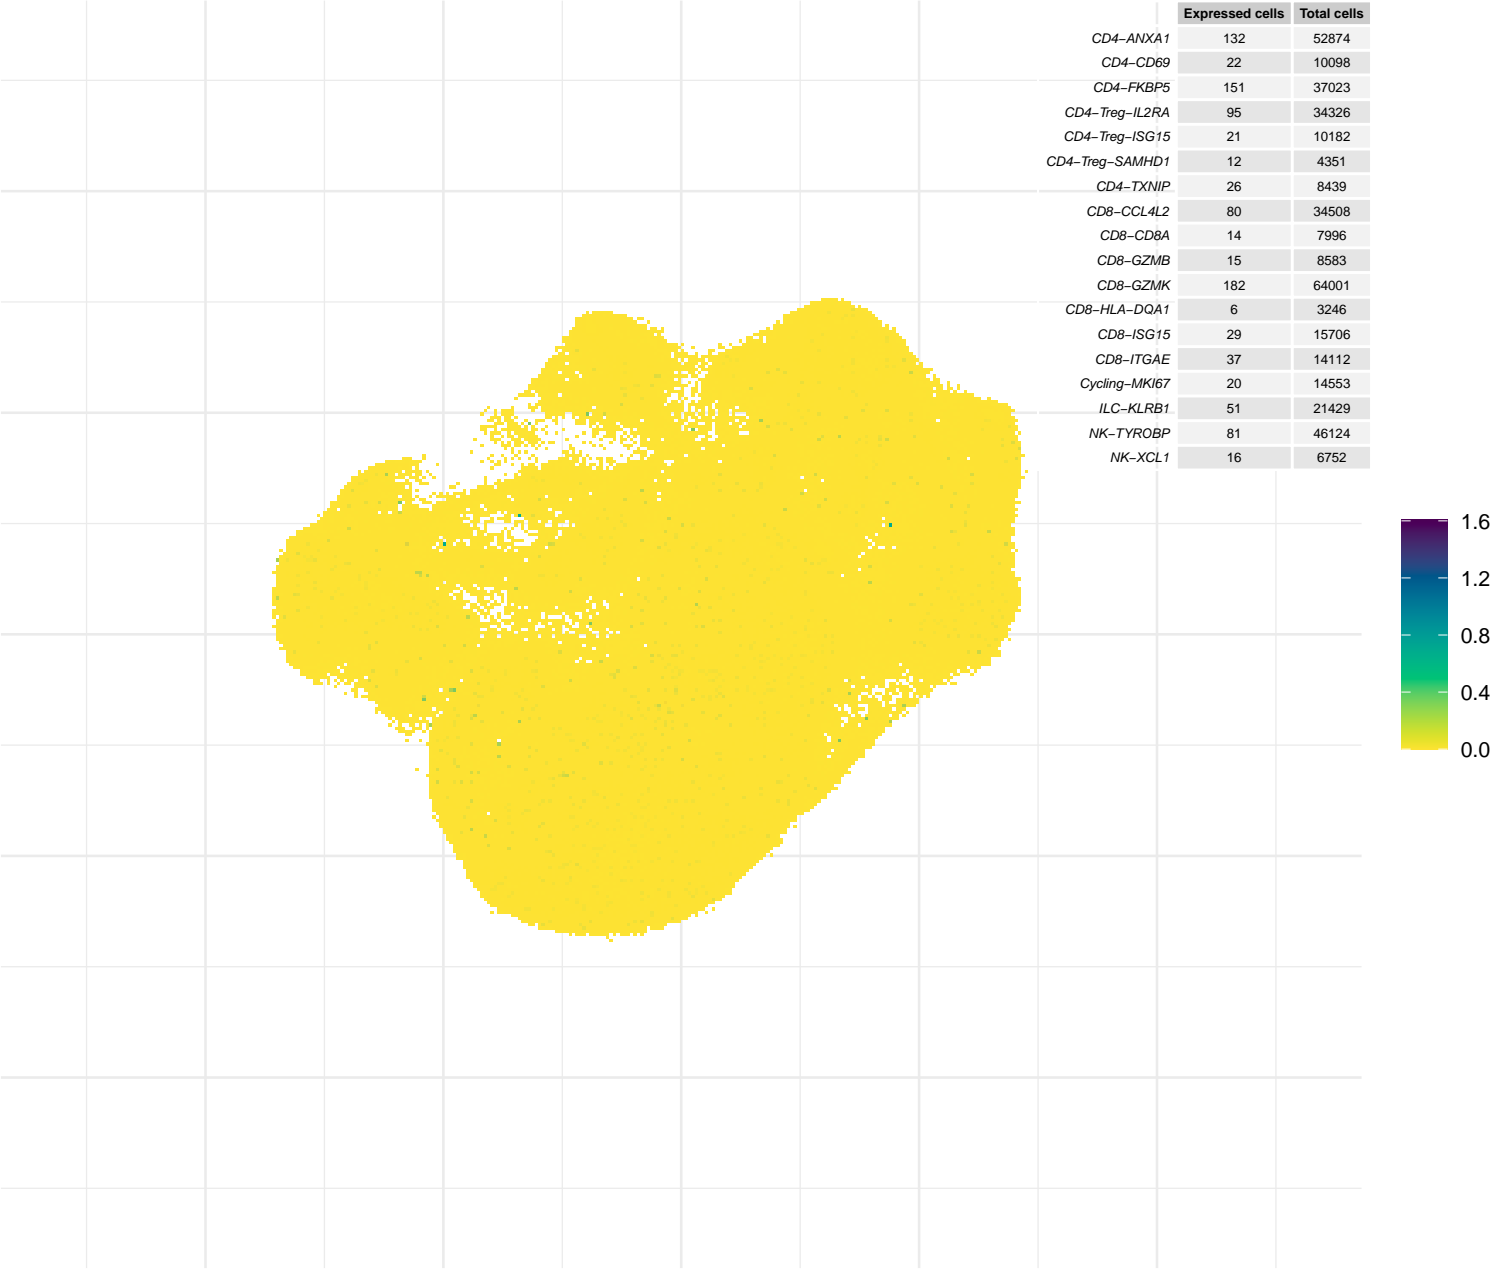 Expressed cells Total cells
CD4−ANXA1 132 52874
CD4−CD69 22 10098
CD4−FKBP5 151 37023
CD4−Treg−IL2RA 95 34326
CD4−Treg−ISG15 21 10182
CD4−Treg−SAMHD1 12 4351
CD4−TXNIP 26 8439
CD8−CCL4L2 80 34508
CD8−CD8A 14 7996
CD8−GZMB 15 8583
CD8−GZMK 182 64001
CD8−HLA−DQA1 6 3246
CD8−ISG15 29 15706
CD8−ITGAE 37 14112
Cycling−MKI67 20 14553
ILC−KLRB1 51 21429
NK−TYROBP 81 46124
NK−XCL1 16 6752
1.6
1.2
0.8
0.4
0.0